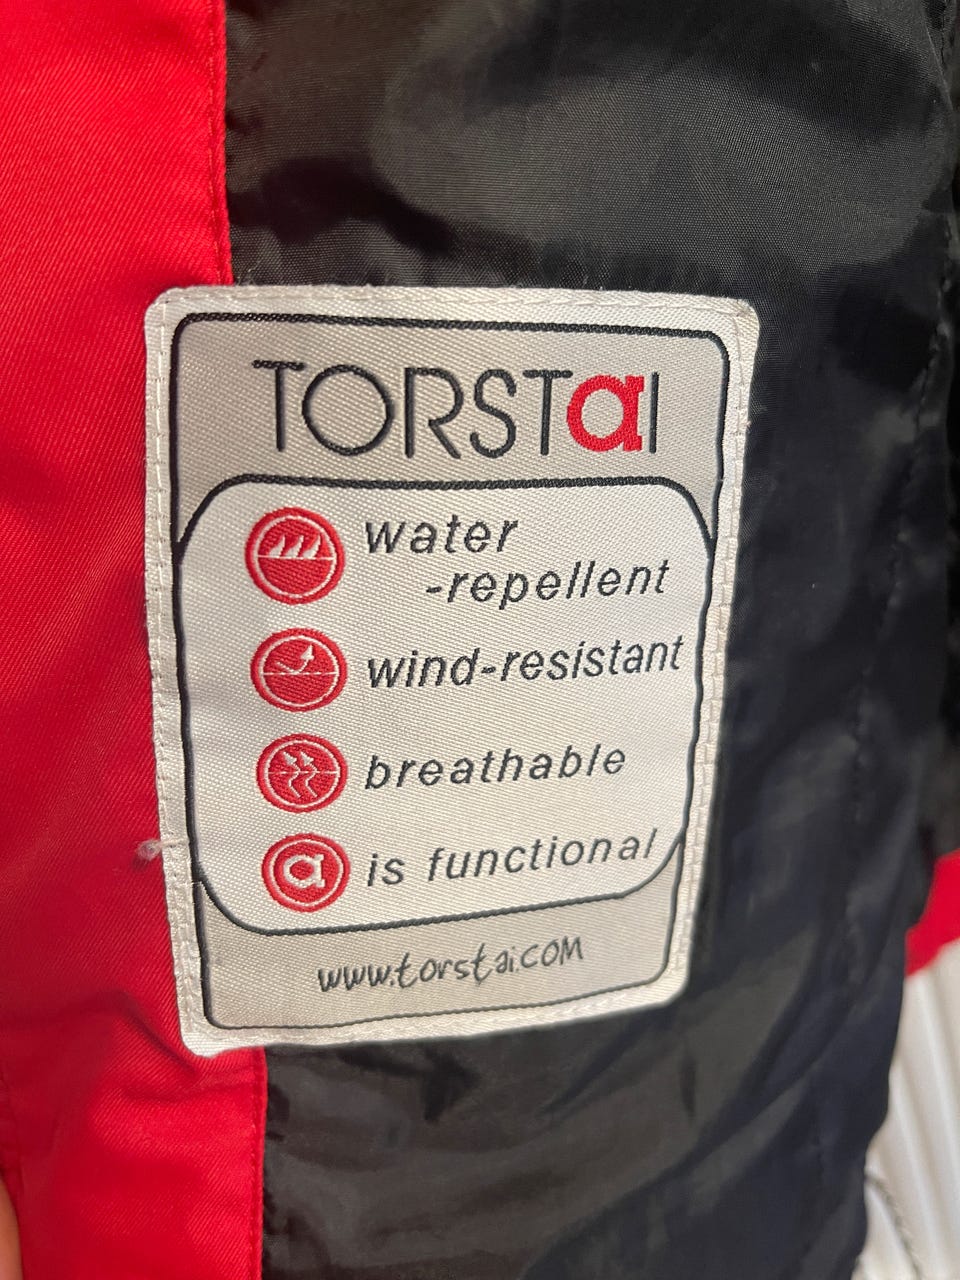 TORSTaI
water
-repellent
wind-resistant
breathable
a is functional
www.torstai.COM